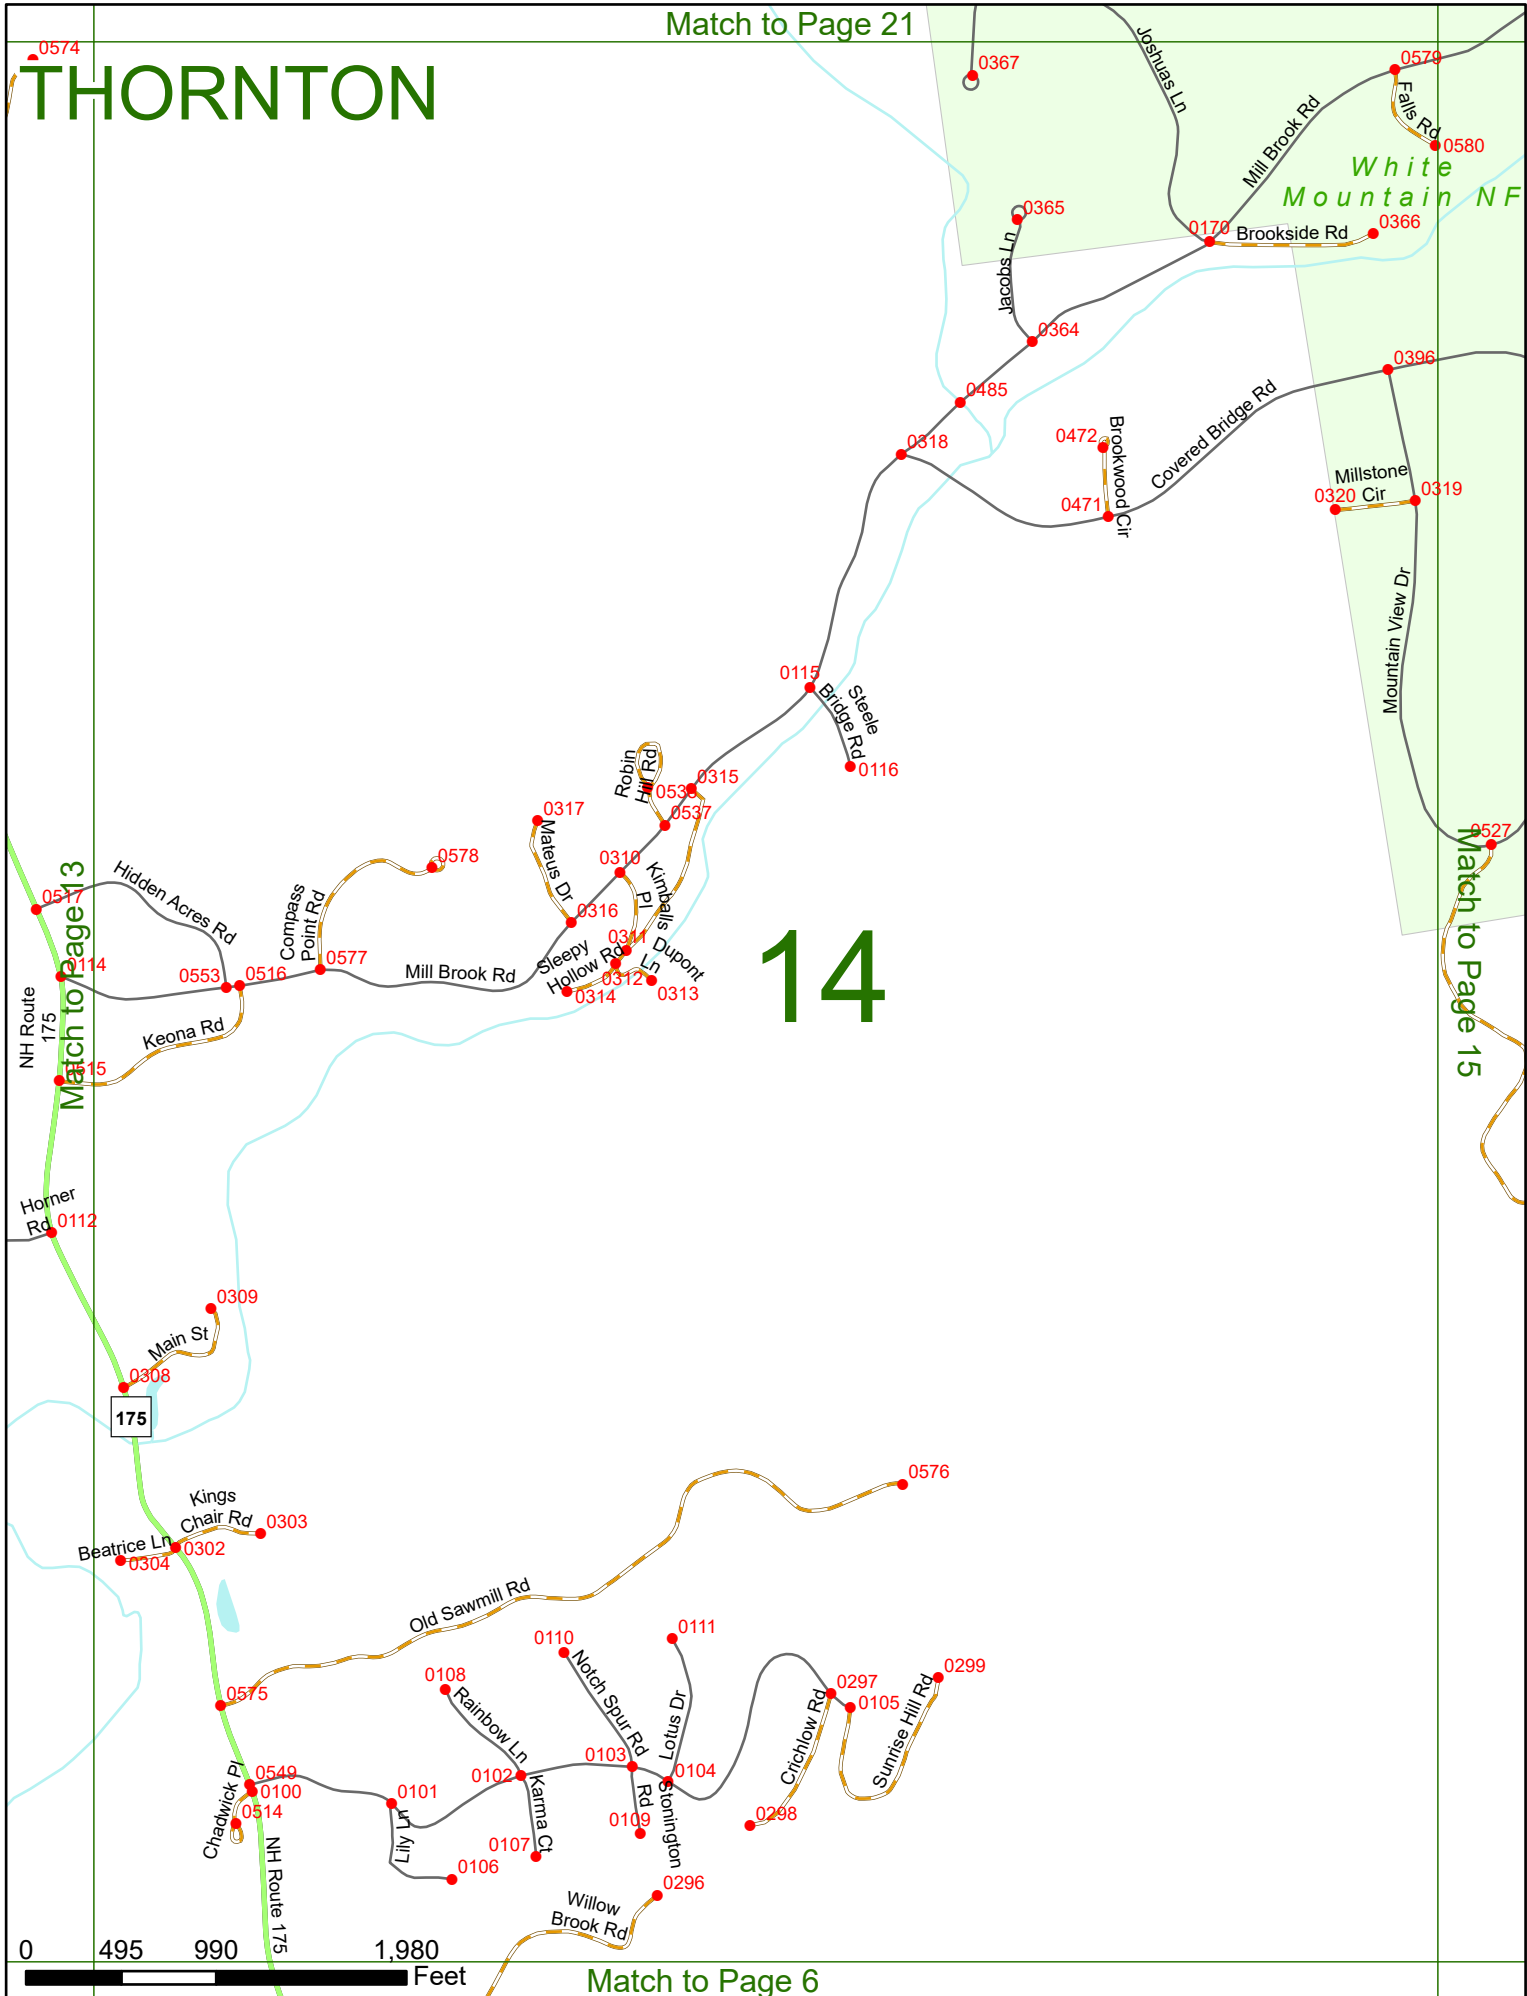 Match to Page 21
0574
THORNTON
0367
Joshuas Ln
0579
Falls Rd
Mill Brook Rd
0580
White
Mountain NF
0365
0170
Brookside Rd
0366
Jacobs Ln
0364
0396
0485
0318
0472
Brookwood Cir
Covered Bridge Rd
0471
Millstone
Cir
0320
0319
Mountain View Dr
0115
Steele
Bridge Rd
0116
Robin
Hill Rd
0315
0537
0317
Mateus Dr
0527
0578
0310
Kimballs
Pl
Hidden Acres Rd
Match to Page 13
0517
Compass
Point Rd
0316
Match to Page 15
0311
Sleepy
Hollow Rd
Dupont
Ln
14
0114
0553
0516
0577
Mill Brook Rd
0312
0314
0313
NH Route
175
Keona Rd
0515
Horner
Rd
0112
0309
Main St
0308
175
0576
Kings
Chair Rd
0303
Beatrice Ln
0302
0304
Old Sawmill Rd
0111
0110
Notch Spur Rd
0108
Rainbow Ln
0299
0297
0105
Sunrise Hill Rd
Crichlow Rd
Lotus Dr
0575
0103
0104
0102
Chadwick Pl
0549
0100
0101
0514
Lily Ln
Karma Ct
Stonington
Rd
0109
0298
0107
0106
NH Route 175
0296
Willow
Brook Rd
0 495 990 1,980
Feet
Match to Page 6